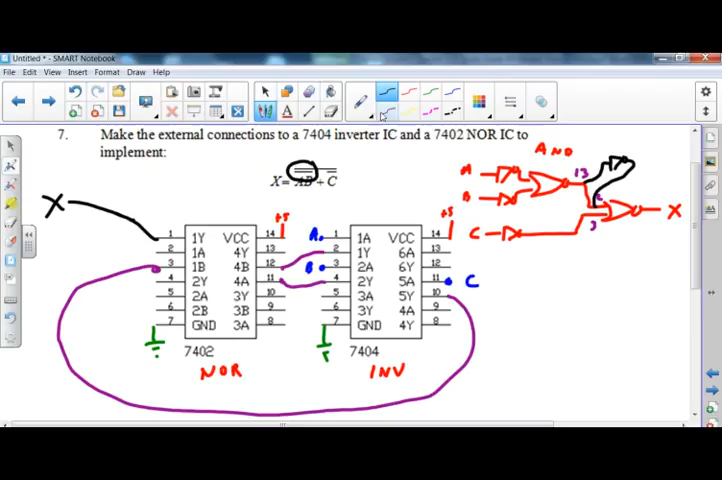 Untitled * - SMART Notebook
File Edit View Insert Format Draw Help
7. Make the external connections to a 7404 inverter IC and a 7402 NOR IC to
implement:
X= AB + C
AND
A
B
C
13
2
3
X
X
+5
+5
A
B
C
1 1Y VCC 14
2 1A 4Y 13
3 1B 4B 12
4 2Y 4A 11
5 2A 3Y 10
6 2B 3B 9
7 GND 3A 8
7402
NOR
1 1A VCC 14
2 1Y 6A 13
3 2A 6Y 12
4 2Y 5A 11
5 3A 5Y 10
6 3Y 4A 9
7 GND 4Y 8
7404
INV